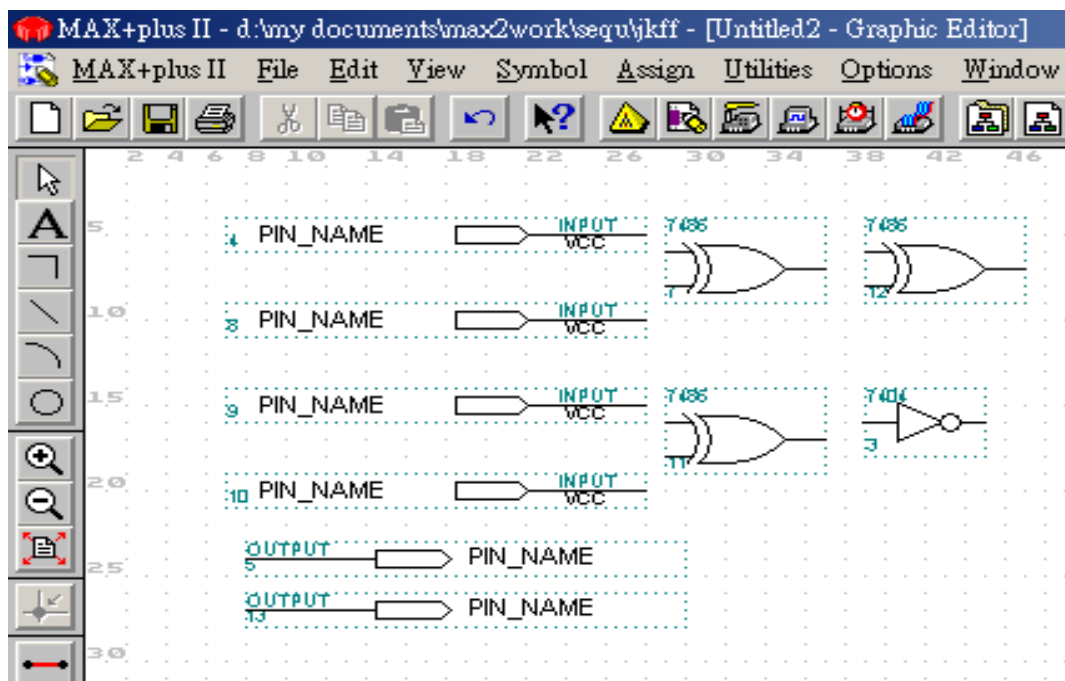 MAX+plus II - d:\my documents\max2work\sequ\jkff - [Untitled2 - Graphic Editor]
MAX+plus II File Edit View Symbol Assign Utilities Options Window
2 4 6 8 10 14 18 22 26 30 34 38 42 46
A
5
4 PIN_NAME INPUT VCC
7486
7486
12
10
8 PIN_NAME INPUT VCC
15
9 PIN_NAME INPUT VCC
7486
11
7404
3
20
10 PIN_NAME INPUT VCC
OUTPUT
5
PIN_NAME
25
OUTPUT
13
PIN_NAME
30